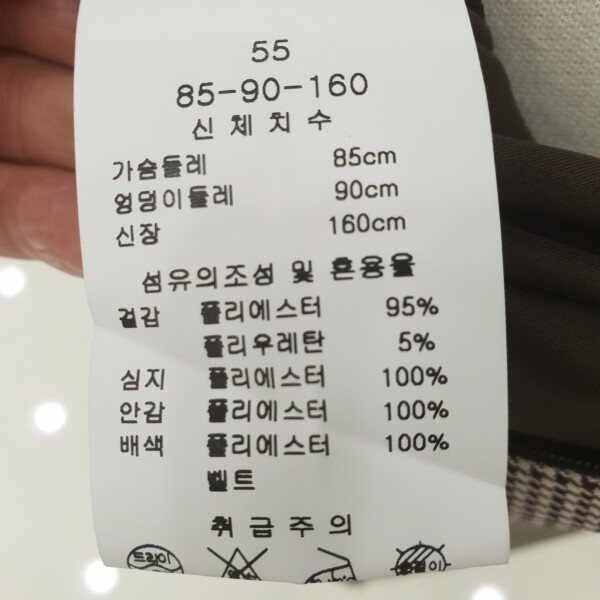 55
85-90-160
신 체 치 수
가슴둘레 85cm
엉덩이둘레 90cm
신장 160cm
섬유의조성 및 혼용율
겉감 폴리에스터 95%
폴리우레탄 5%
심지 폴리에스터 100%
안감 폴리에스터 100%
배색 폴리에스터 100%
벨트
취 급 주 의
드라이